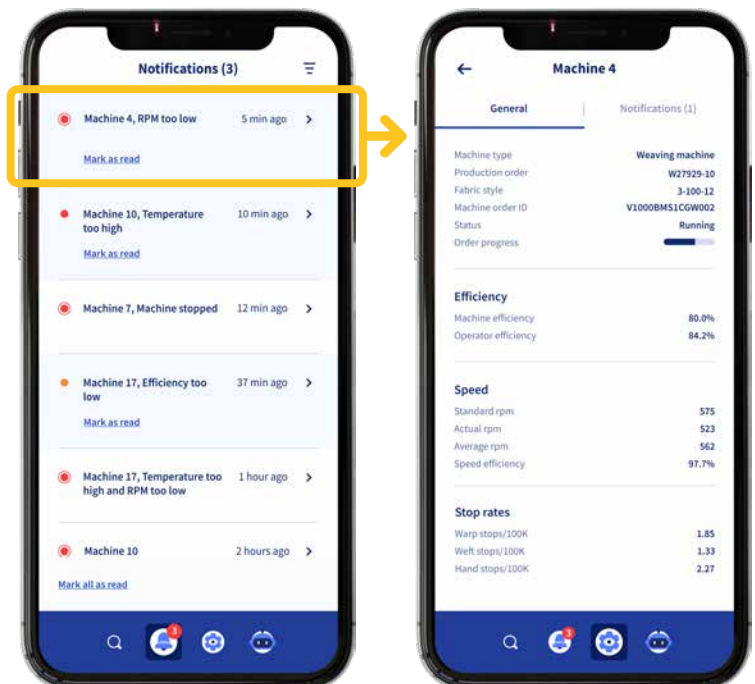 Notifications (3)
Machine 4, RPM too low 5 min ago
Mark as read
Machine 10, Temperature 10 min ago
too high
Mark as read
Machine 7, Machine stopped 12 min ago
Machine 17, Efficiency too 37 min ago
low
Mark as read
Machine 17, Temperature too 1 hour ago
high and RPM too low
Machine 10 2 hours ago
Mark all as read
3
Machine 4
General Notifications (1)
Machine type Weaving machine
Production order W27929-10
Fabric style 3-100-12
Machine order ID V1000BMS1CGW002
Status Running
Order progress
Efficiency
Machine efficiency 80.0%
Operator efficiency 84.2%
Speed
Standard rpm 575
Actual rpm 523
Average rpm 562
Speed efficiency 97.7%
Stop rates
Warp stops/100K 1.85
Weft stops/100K 1.33
Hand stops/100K 2.27
3